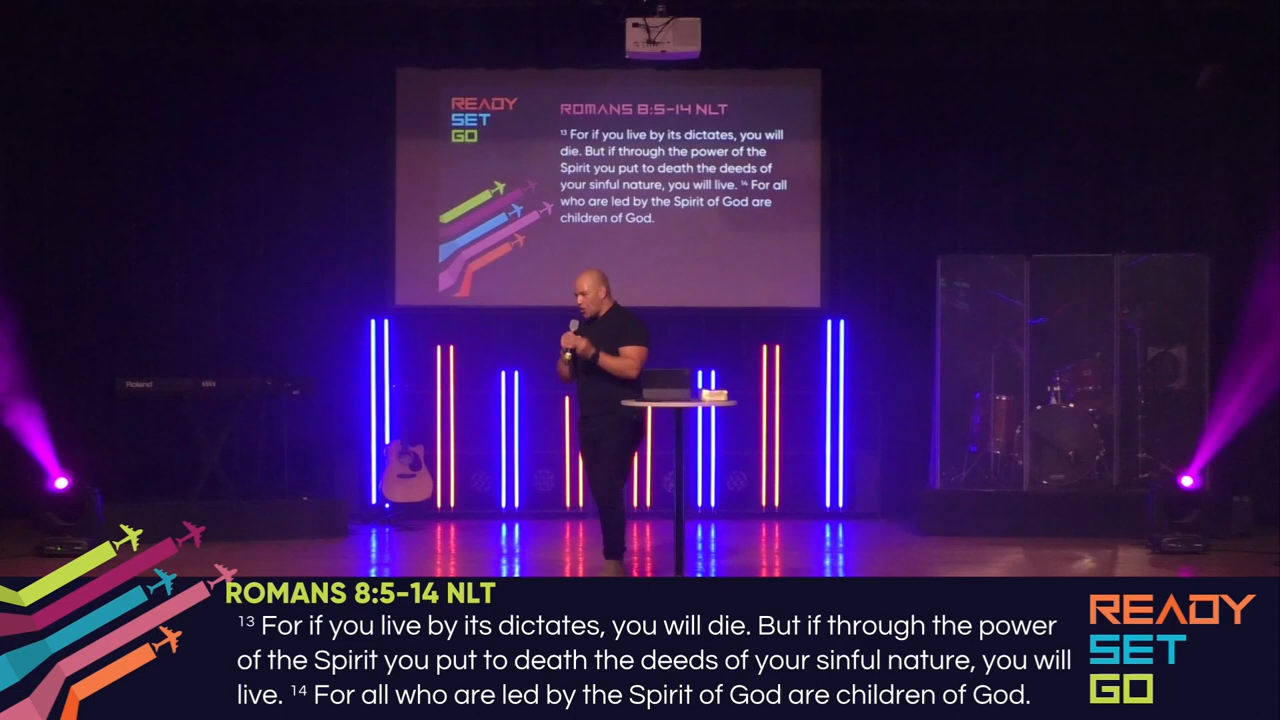 READY
SET
GO
ROMANS 8:5-14 NLT
¹³ For if you live by its dictates, you will
die. But if through the power of the
Spirit you put to death the deeds of
your sinful nature, you will live. ¹⁴ For all
who are led by the Spirit of God are
children of God.
Roland
ROMANS 8:5-14 NLT
¹³ For if you live by its dictates, you will die. But if through the power
of the Spirit you put to death the deeds of your sinful nature, you will
live. ¹⁴ For all who are led by the Spirit of God are children of God.
READY
SET
GO